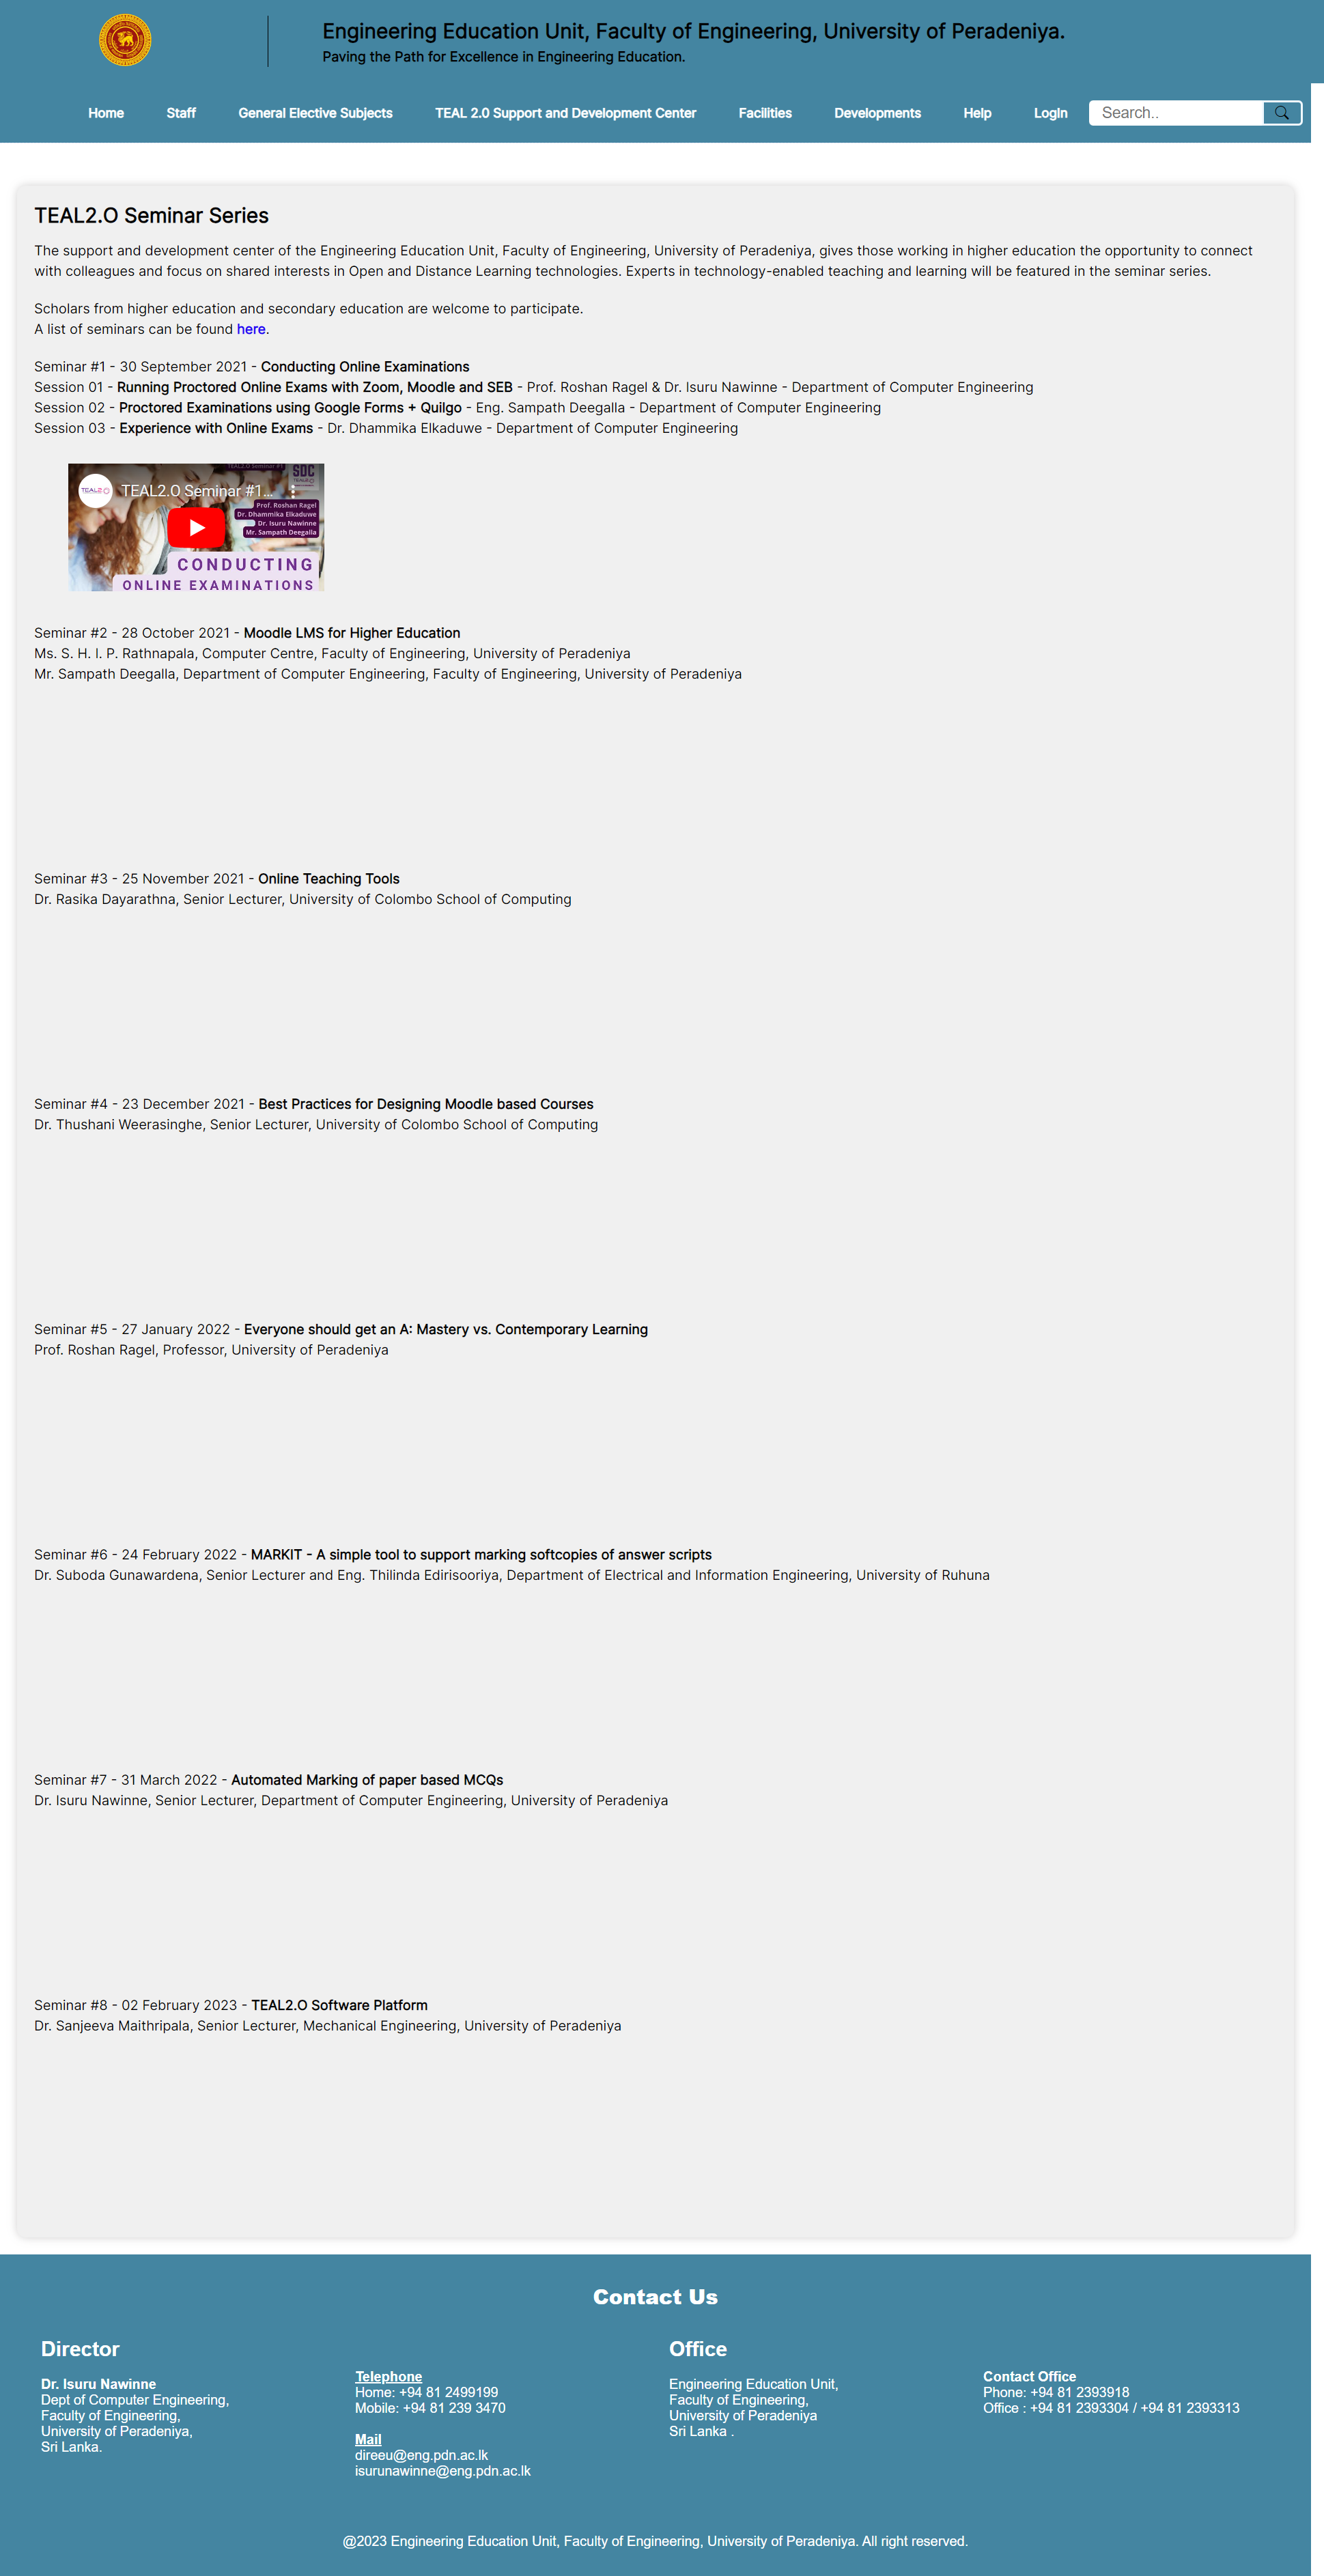 Engineering Education Unit, Faculty of Engineering, University of Peradeniya.
Paving the Path for Excellence in Engineering Education.
Home Staff General Elective Subjects TEAL 2.0 Support and Development Center Facilities Developments Help LogIn Search..
TEAL2.O Seminar Series
The support and development center of the Engineering Education Unit, Faculty of Engineering, University of Peradeniya, gives those working in higher education the opportunity to connect
with colleagues and focus on shared interests in Open and Distance Learning technologies. Experts in technology-enabled teaching and learning will be featured in the seminar series.
Scholars from higher education and secondary education are welcome to participate.
A list of seminars can be found here.
Seminar #1 - 30 September 2021 - Conducting Online Examinations
Session 01 - Running Proctored Online Exams with Zoom, Moodle and SEB - Prof. Roshan Ragel & Dr. Isuru Nawinne - Department of Computer Engineering
Session 02 - Proctored Examinations using Google Forms + Quilgo - Eng. Sampath Deegalla - Department of Computer Engineering
Session 03 - Experience with Online Exams - Dr. Dhammika Elkaduwe - Department of Computer Engineering
TEAL2.O Seminar #1
SDC
TEAL2.O
TEAL2.O Seminar #1...
Prof. Roshan Ragel
Dr. Dhammika Elkaduwe
Dr. Isuru Nawinne
Mr. Sampath Deegalla
CONDUCTING
ONLINE EXAMINATIONS
Seminar #2 - 28 October 2021 - Moodle LMS for Higher Education
Ms. S. H. I. P. Rathnapala, Computer Centre, Faculty of Engineering, University of Peradeniya
Mr. Sampath Deegalla, Department of Computer Engineering, Faculty of Engineering, University of Peradeniya
Seminar #3 - 25 November 2021 - Online Teaching Tools
Dr. Rasika Dayarathna, Senior Lecturer, University of Colombo School of Computing
Seminar #4 - 23 December 2021 - Best Practices for Designing Moodle based Courses
Dr. Thushani Weerasinghe, Senior Lecturer, University of Colombo School of Computing
Seminar #5 - 27 January 2022 - Everyone should get an A: Mastery vs. Contemporary Learning
Prof. Roshan Ragel, Professor, University of Peradeniya
Seminar #6 - 24 February 2022 - MARKIT - A simple tool to support marking softcopies of answer scripts
Dr. Suboda Gunawardena, Senior Lecturer and Eng. Thilinda Edirisooriya, Department of Electrical and Information Engineering, University of Ruhuna
Seminar #7 - 31 March 2022 - Automated Marking of paper based MCQs
Dr. Isuru Nawinne, Senior Lecturer, Department of Computer Engineering, University of Peradeniya
Seminar #8 - 02 February 2023 - TEAL2.O Software Platform
Dr. Sanjeeva Maithripala, Senior Lecturer, Mechanical Engineering, University of Peradeniya
Contact Us
Director
Dr. Isuru Nawinne
Dept of Computer Engineering,
Faculty of Engineering,
University of Peradeniya,
Sri Lanka.
Telephone
Home: +94 81 2499199
Mobile: +94 81 239 3470
Mail
direeu@eng.pdn.ac.lk
isurunawinne@eng.pdn.ac.lk
Office
Engineering Education Unit,
Faculty of Engineering,
University of Peradeniya
Sri Lanka .
Contact Office
Phone: +94 81 2393918
Office : +94 81 2393304 / +94 81 2393313
@2023 Engineering Education Unit, Faculty of Engineering, University of Peradeniya. All right reserved.